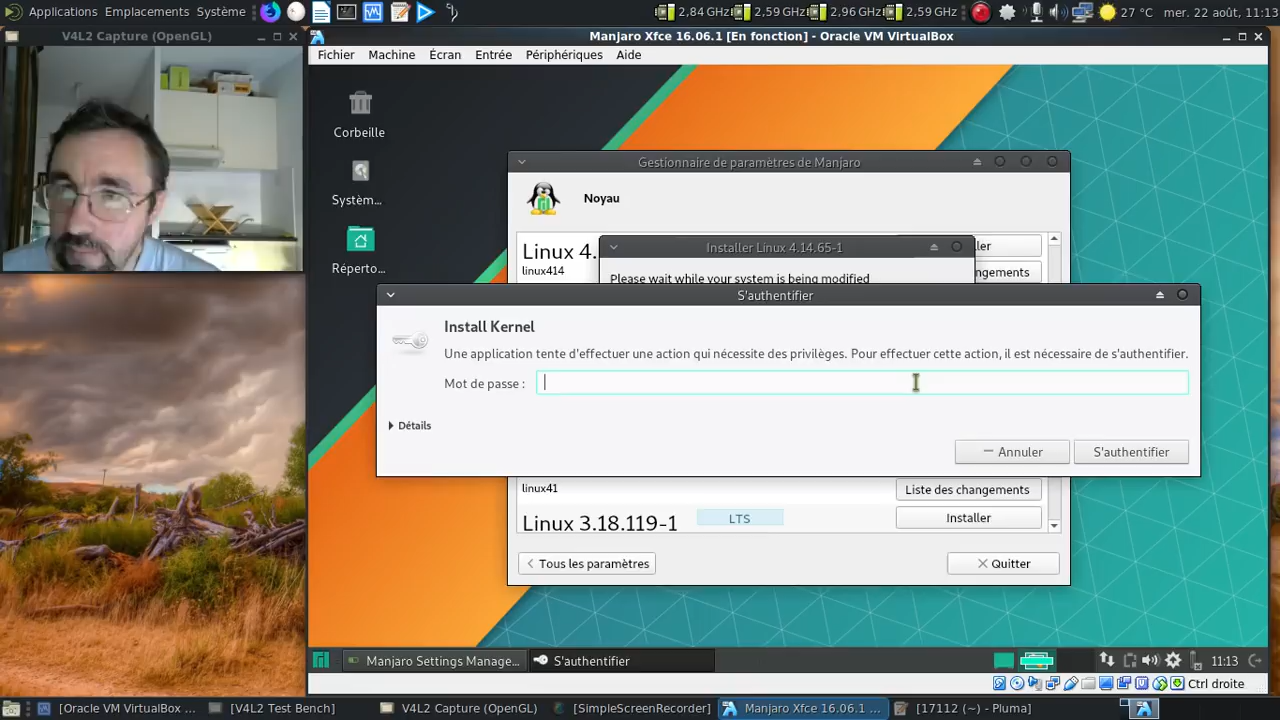 Applications Emplacements Système
2,84 GHz 2,59 GHz 2,96 GHz 2,59 GHz 27 °C mer. 22 août, 11:13
V4L2 Capture (OpenGL)
Manjaro Xfce 16.06.1 [En fonction] - Oracle VM VirtualBox
Fichier Machine Écran Entrée Périphériques Aide
Corbeille
Systèm...
Réperto...
Gestionnaire de paramètres de Manjaro
Noyau
Linux 4.
linux414
Installer Linux 4.14.65-1
ller
ngements
Please wait while your system is being modified
S'authentifier
Install Kernel
Une application tente d'effectuer une action qui nécessite des privilèges. Pour effectuer cette action, il est nécessaire de s'authentifier.
Mot de passe :
Détails
Annuler S'authentifier
linux41 Liste des changements
Linux 3.18.119-1 LTS Installer
Tous les paramètres Quitter
Manjaro Settings Manage... S'authentifier 11:13
Ctrl droite
[Oracle VM VirtualBox ... [V4L2 Test Bench] V4L2 Capture (OpenGL) [SimpleScreenRecorder] Manjaro Xfce 16.06.1 ... [17112 (~) - Pluma]